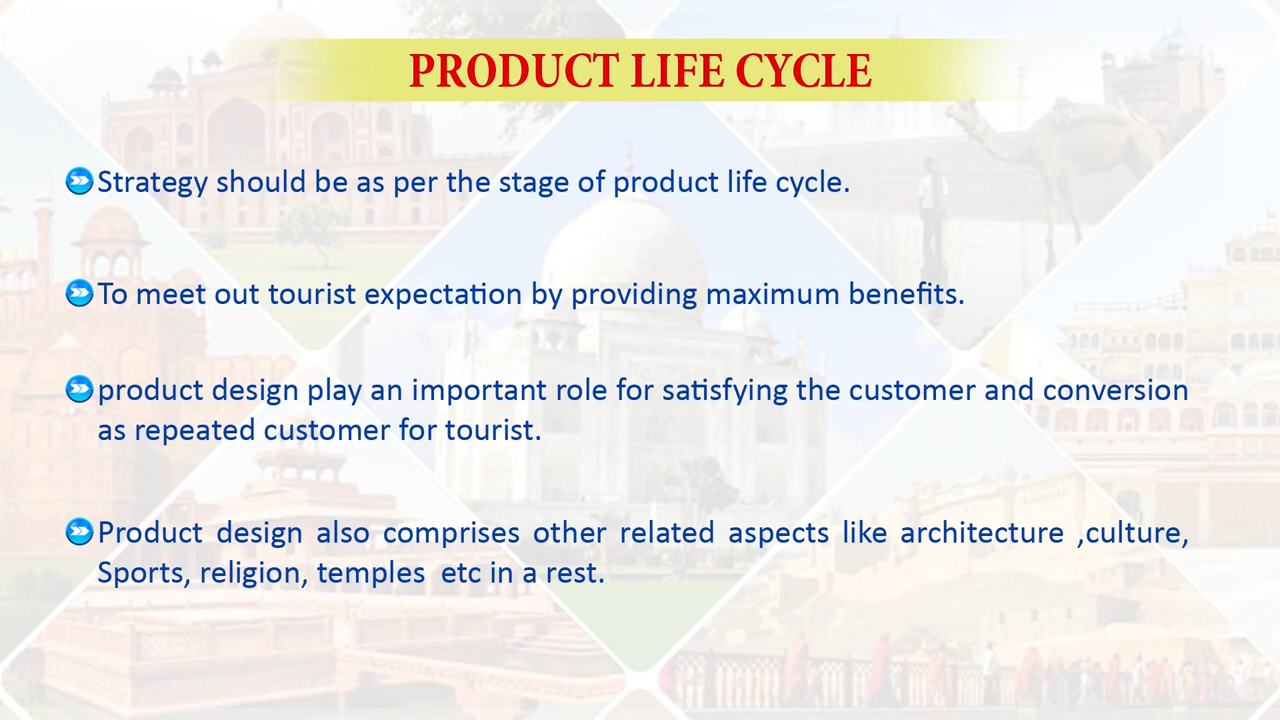 PRODUCT LIFE CYCLE
Strategy should be as per the stage of product life cycle.
To meet out tourist expectation by providing maximum benefits.
product design play an important role for satisfying the customer and conversion
as repeated customer for tourist.
Product design also comprises other related aspects like architecture ,culture,
Sports, religion, temples  etc in a rest.